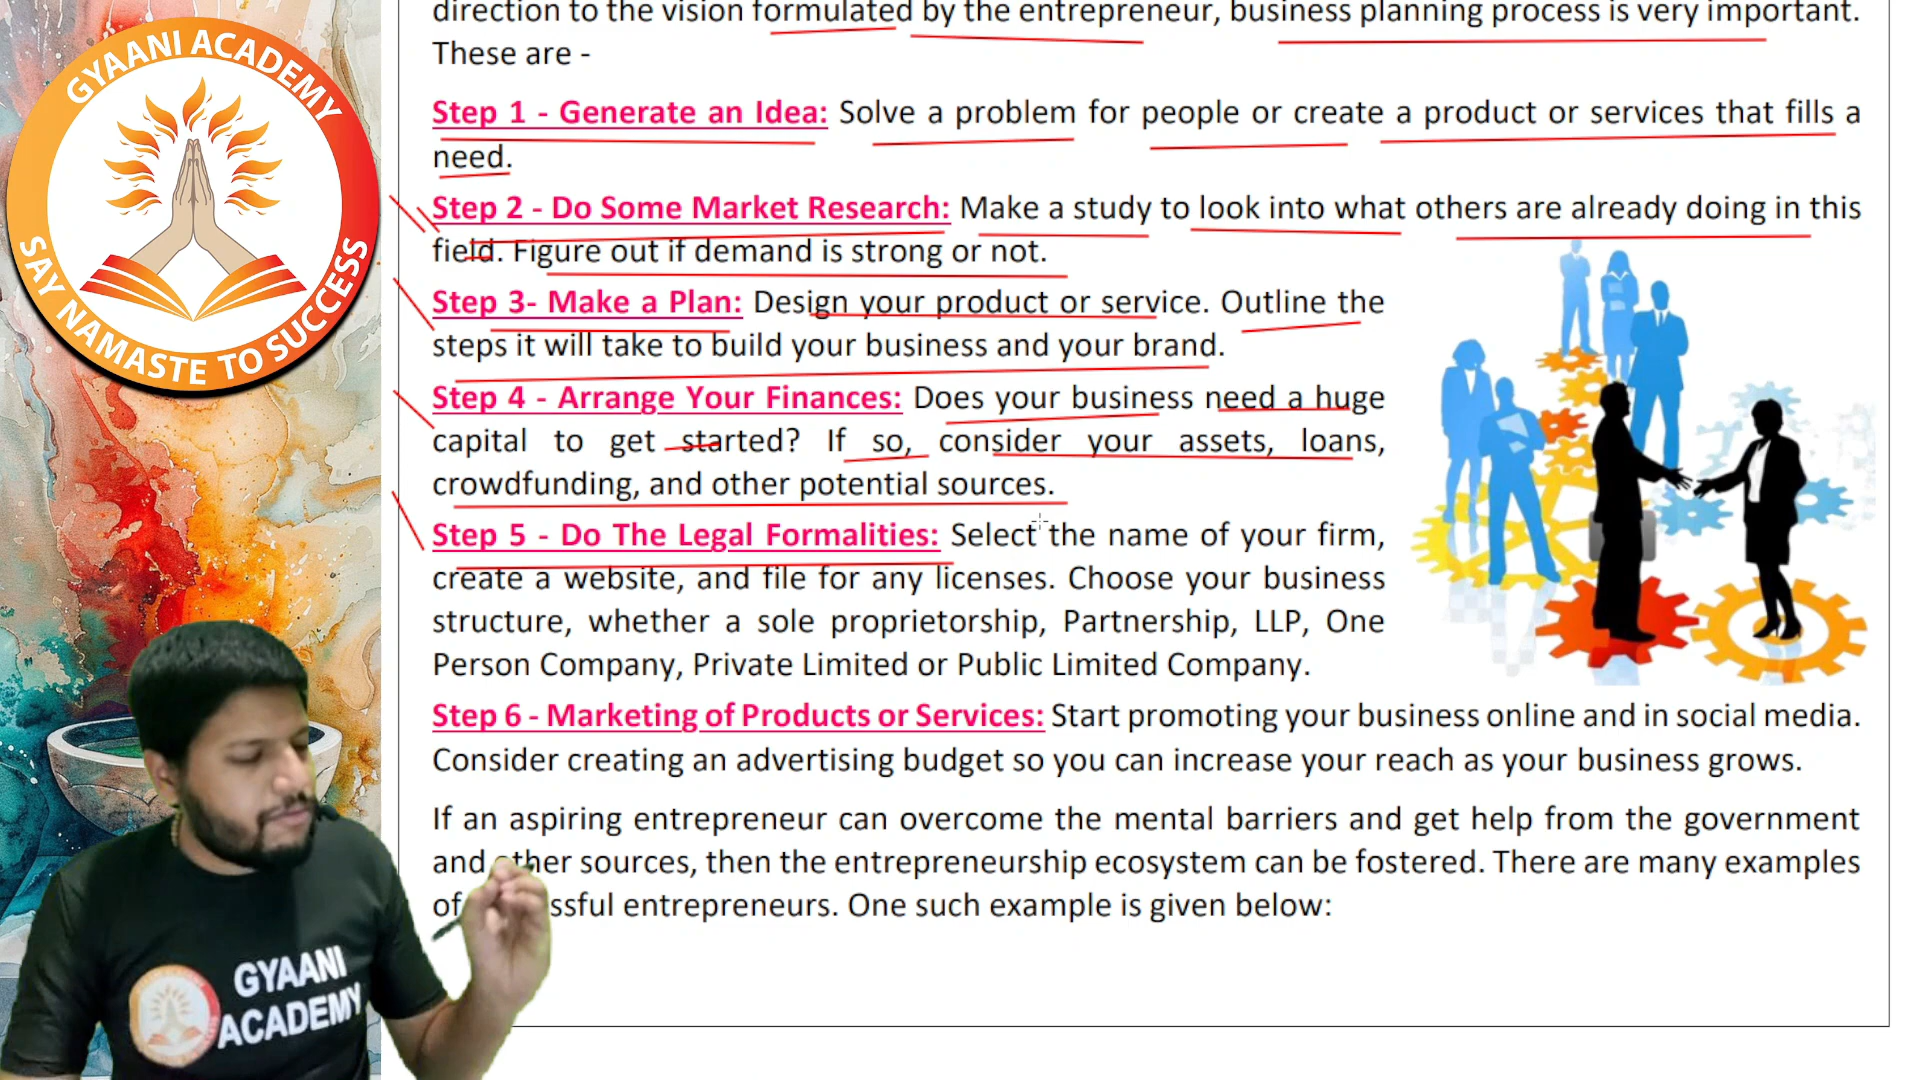 GYAANI ACADEMY
SAY NAMASTE TO SUCCESS
direction to the vision formulated by the entrepreneur, business planning process is very important.
These are -
Step 1 - Generate an Idea: Solve a problem for people or create a product or services that fills a
need.
Step 2 - Do Some Market Research: Make a study to look into what others are already doing in this
field. Figure out if demand is strong or not.
Step 3- Make a Plan: Design your product or service. Outline the
steps it will take to build your business and your brand.
Step 4 - Arrange Your Finances: Does your business need a huge
capital to get started? If so, consider your assets, loans,
crowdfunding, and other potential sources.
Step 5 - Do The Legal Formalities: Select the name of your firm,
create a website, and file for any licenses. Choose your business
structure, whether a sole proprietorship, Partnership, LLP, One
Person Company, Private Limited or Public Limited Company.
Step 6 - Marketing of Products or Services: Start promoting your business online and in social media.
Consider creating an advertising budget so you can increase your reach as your business grows.
If an aspiring entrepreneur can overcome the mental barriers and get help from the government
and other sources, then the entrepreneurship ecosystem can be fostered. There are many examples
of ssful entrepreneurs. One such example is given below:
GYAANI
ACADEMY